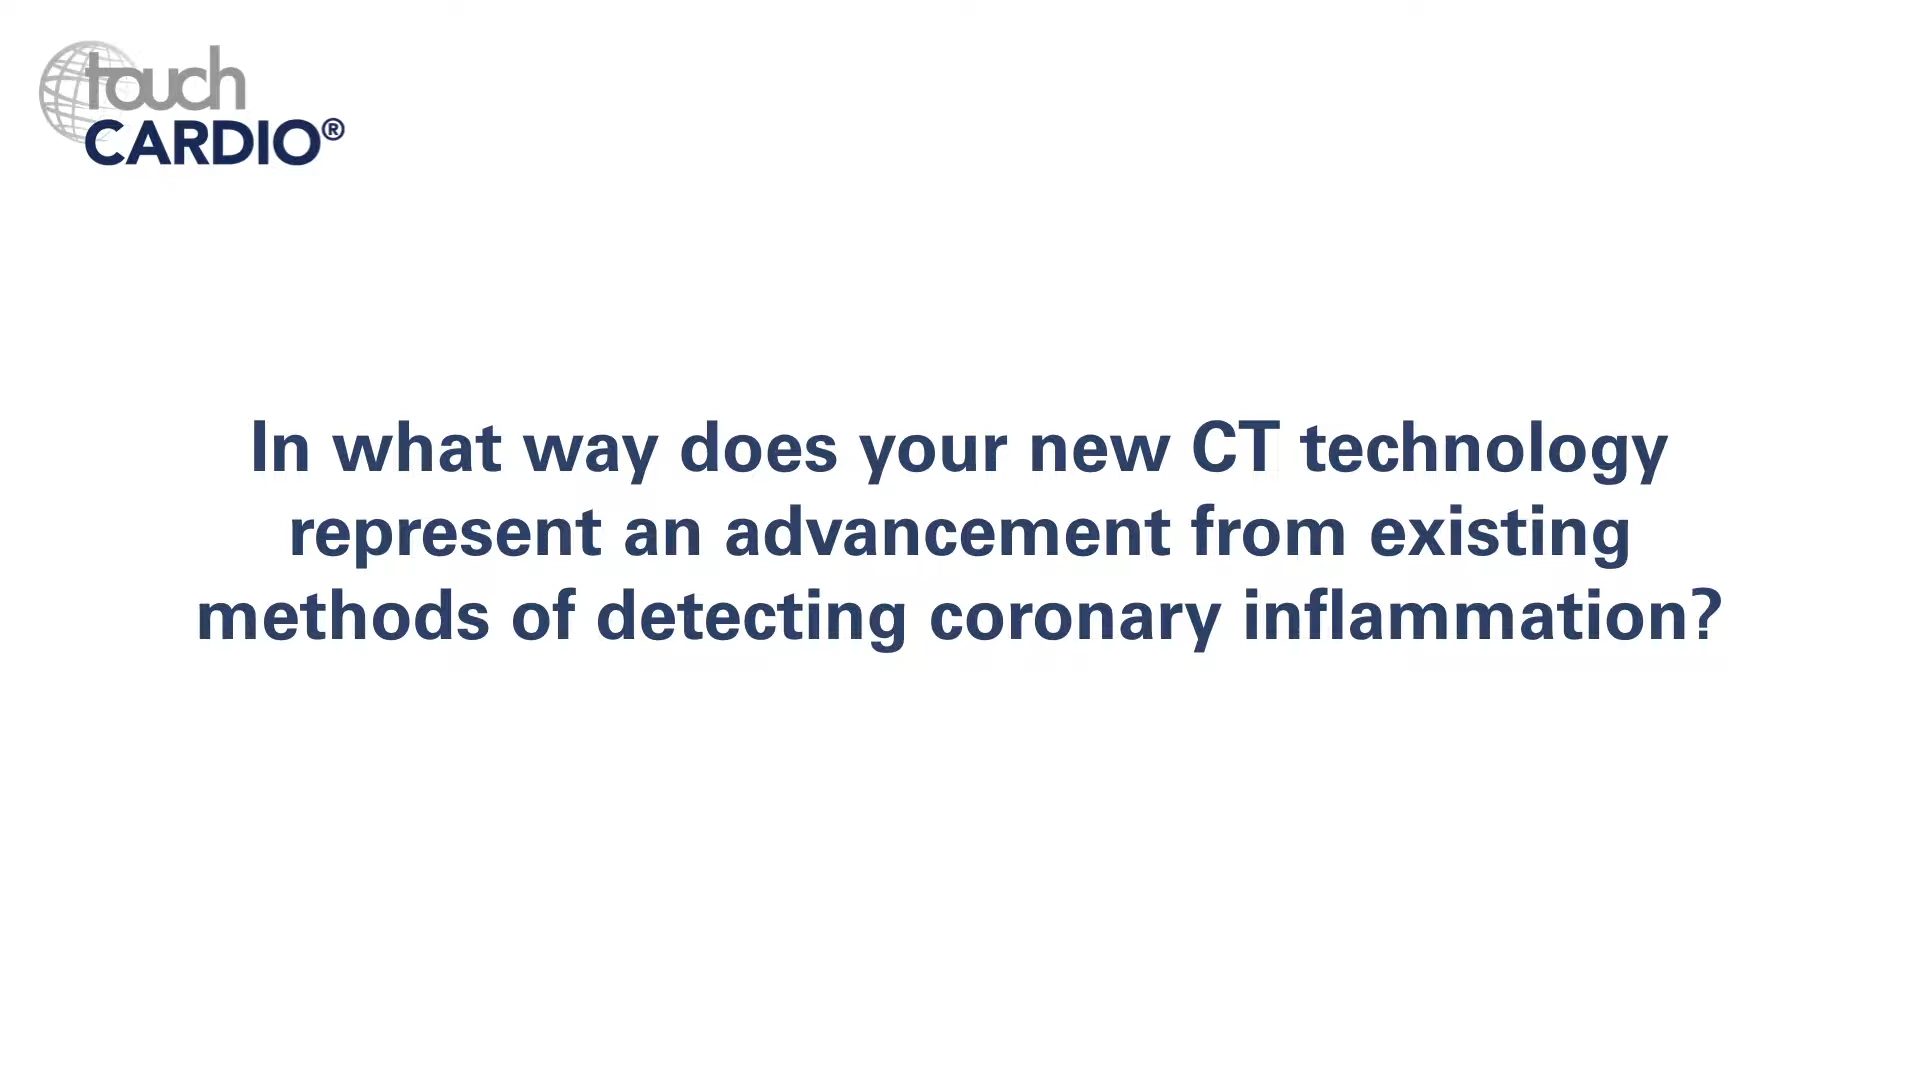 touch
CARDIO®
In what way does your new CT technology
represent an advancement from existing
methods of detecting coronary inflammation?